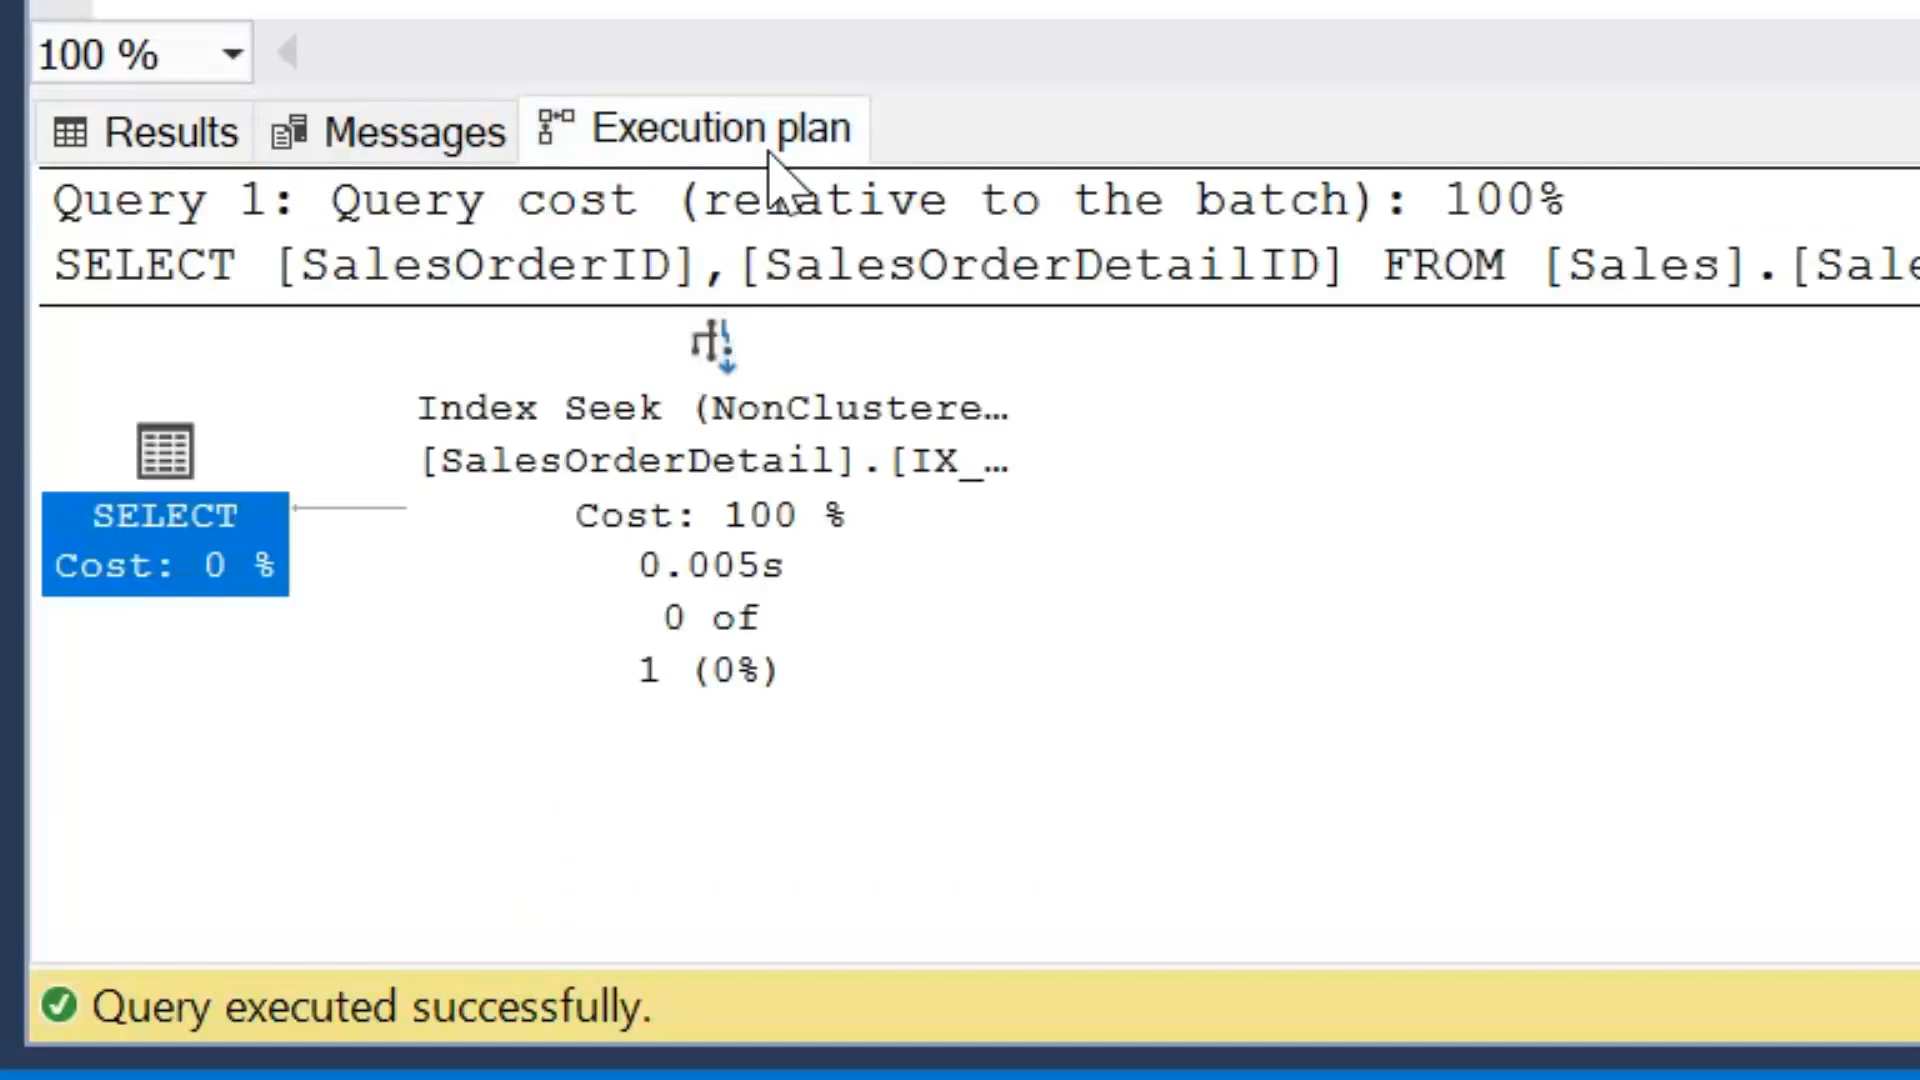 100 %
Results Messages Execution plan
Query 1: Query cost (relative to the batch): 100%
SELECT [SalesOrderID],[SalesOrderDetailID] FROM [Sales].[Sale
Index Seek (NonClustere…
[SalesOrderDetail].[IX_…
SELECT
Cost: 0 %
Cost: 100 %
0.005s
0 of
1 (0%)
Query executed successfully.